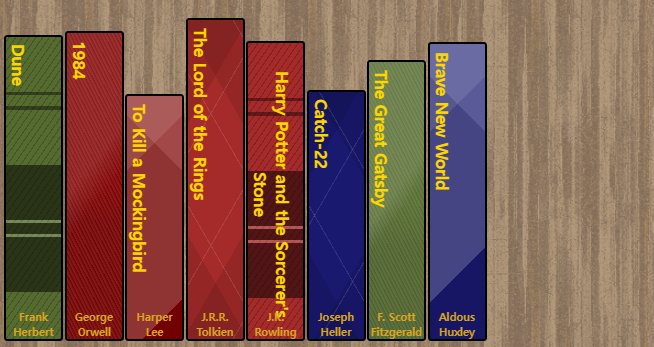 Dune
Frank
Herbert
1984
George
Orwell
To Kill a Mockingbird
Harper
Lee
The Lord of the Rings
J.R.R.
Tolkien
Harry Potter and the Sorcerer's
Stone
J.K.
Rowling
Catch-22
Joseph
Heller
The Great Gatsby
F. Scott
Fitzgerald
Brave New World
Aldous
Huxley